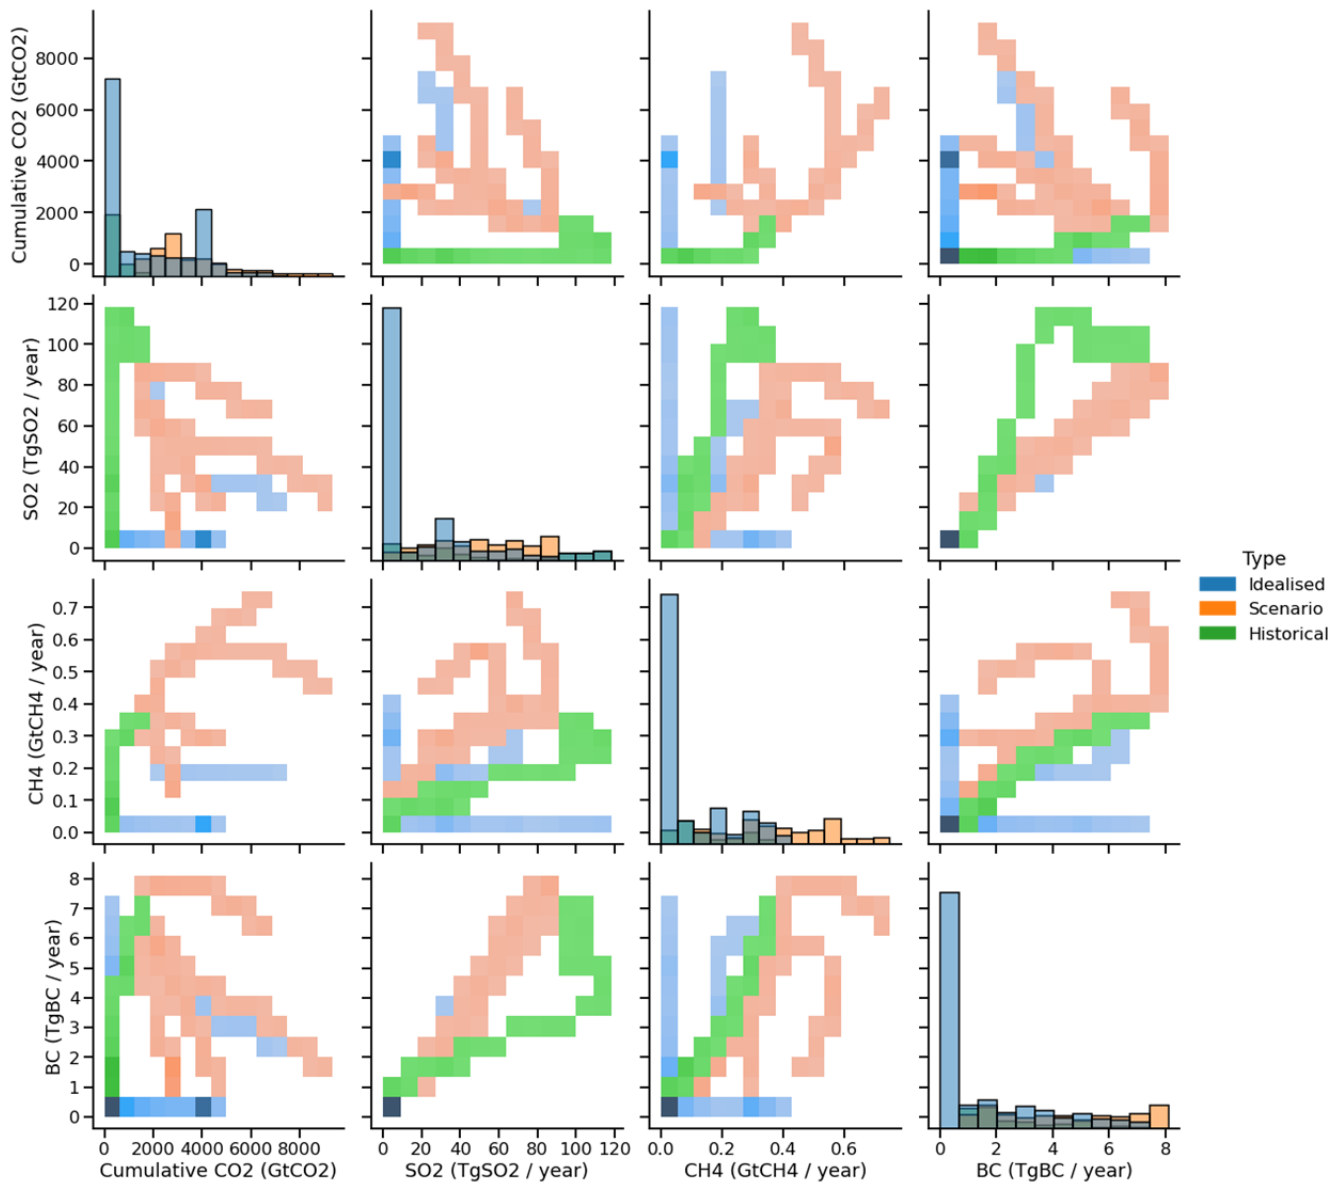 Cumulative CO2 (GtCO2)
8000
6000
4000
2000
0
SO2 (TgSO2 / year)
120
100
80
60
40
20
0
Type
Idealised
Scenario
Historical
CH4 (GtCH4 / year)
0.7
0.6
0.5
0.4
0.3
0.2
0.1
0.0
BC (TgBC / year)
8
7
6
5
4
3
2
1
0
0 2000 4000 6000 8000
0 20 40 60 80 100 120
0.0 0.2 0.4 0.6
0 2 4 6 8
Cumulative CO2 (GtCO2)
SO2 (TgSO2 / year)
CH4 (GtCH4 / year)
BC (TgBC / year)